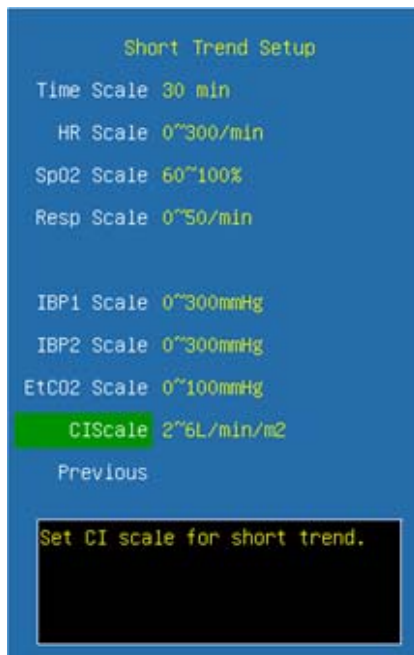 Short Trend Setup
Time Scale 30 min
HR Scale 0~300/min
SpO2 Scale 60~100%
Resp Scale 0~50/min
IBP1 Scale 0~300mmHg
IBP2 Scale 0~300mmHg
EtCO2 Scale 0~100mmHg
CIScale 2~6L/min/m2
Previous
Set CI scale for short trend.